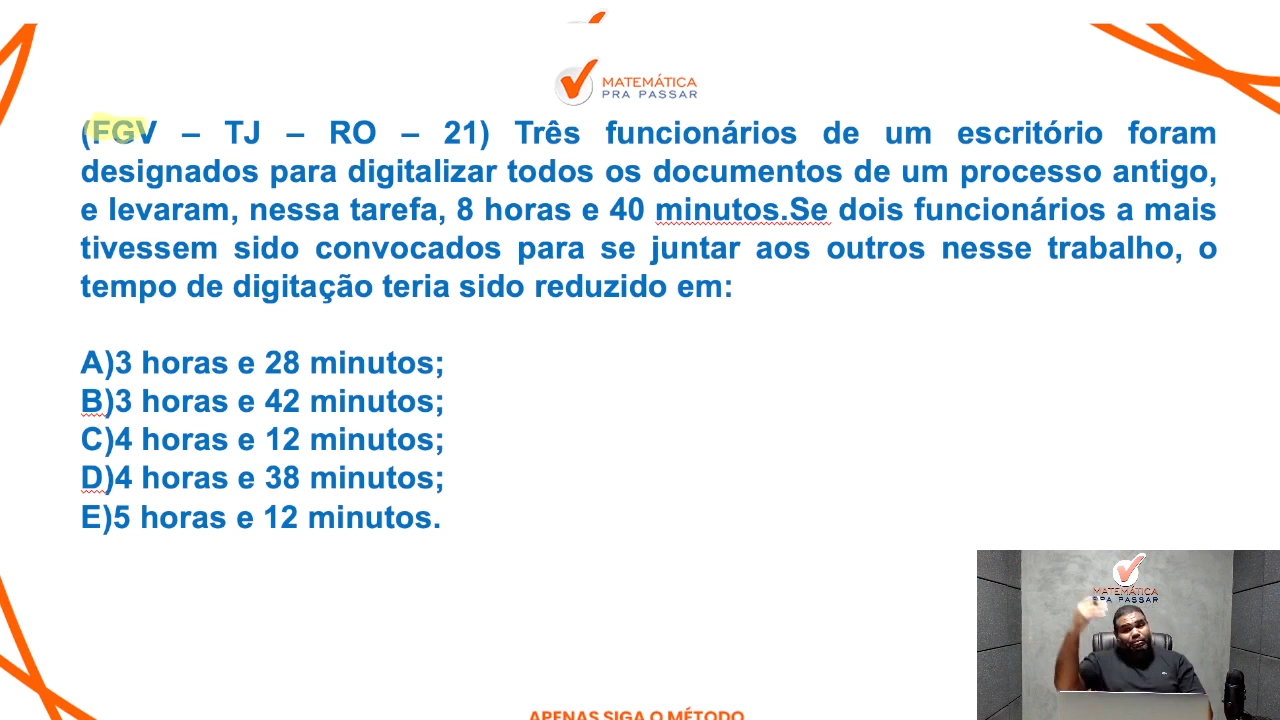 MATEMÁTICA
PRA PASSAR
(FGV – TJ – RO – 21) Três funcionários de um escritório foram
designados para digitalizar todos os documentos de um processo antigo,
e levaram, nessa tarefa, 8 horas e 40 minutos.Se dois funcionários a mais
tivessem sido convocados para se juntar aos outros nesse trabalho, o
tempo de digitação teria sido reduzido em:
A)3 horas e 28 minutos;
B)3 horas e 42 minutos;
C)4 horas e 12 minutos;
D)4 horas e 38 minutos;
E)5 horas e 12 minutos.
MATEMÁTICA
PRA PASSAR
APENAS SIGA O MÉTODO